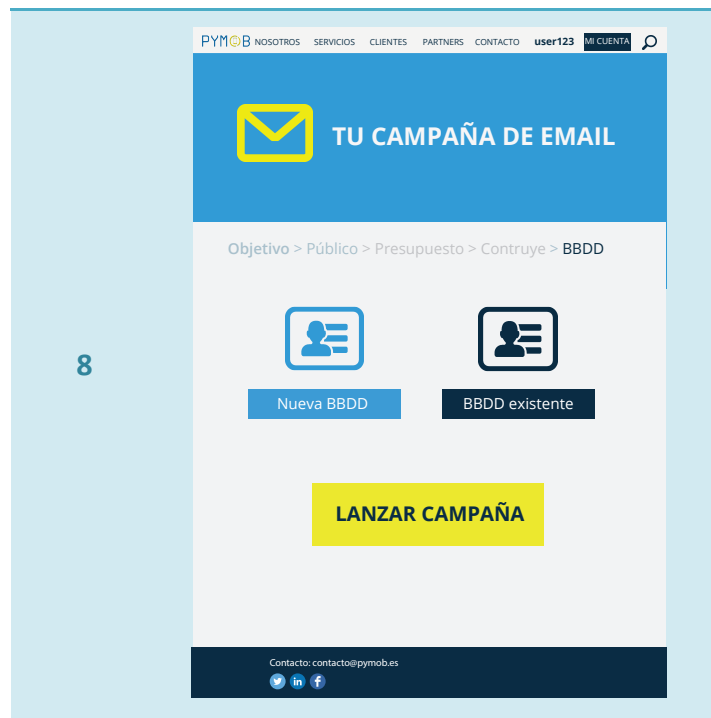 PYMOB NOSOTROS SERVICIOS CLIENTES PARTNERS CONTACTO user123 MI CUENTA
TU CAMPAÑA DE EMAIL
Objetivo > Público > Presupuesto > Contruye > BBDD
8
Nueva BBDD BBDD existente
LANZAR CAMPAÑA
Contacto: contacto@pymob.es